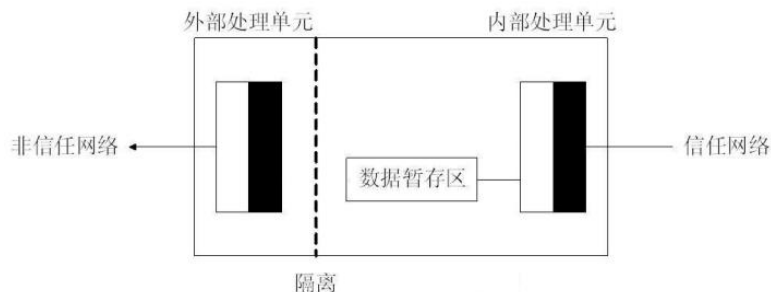 外部处理单元
内部处理单元
非信任网络
数据暂存区
信任网络
隔离